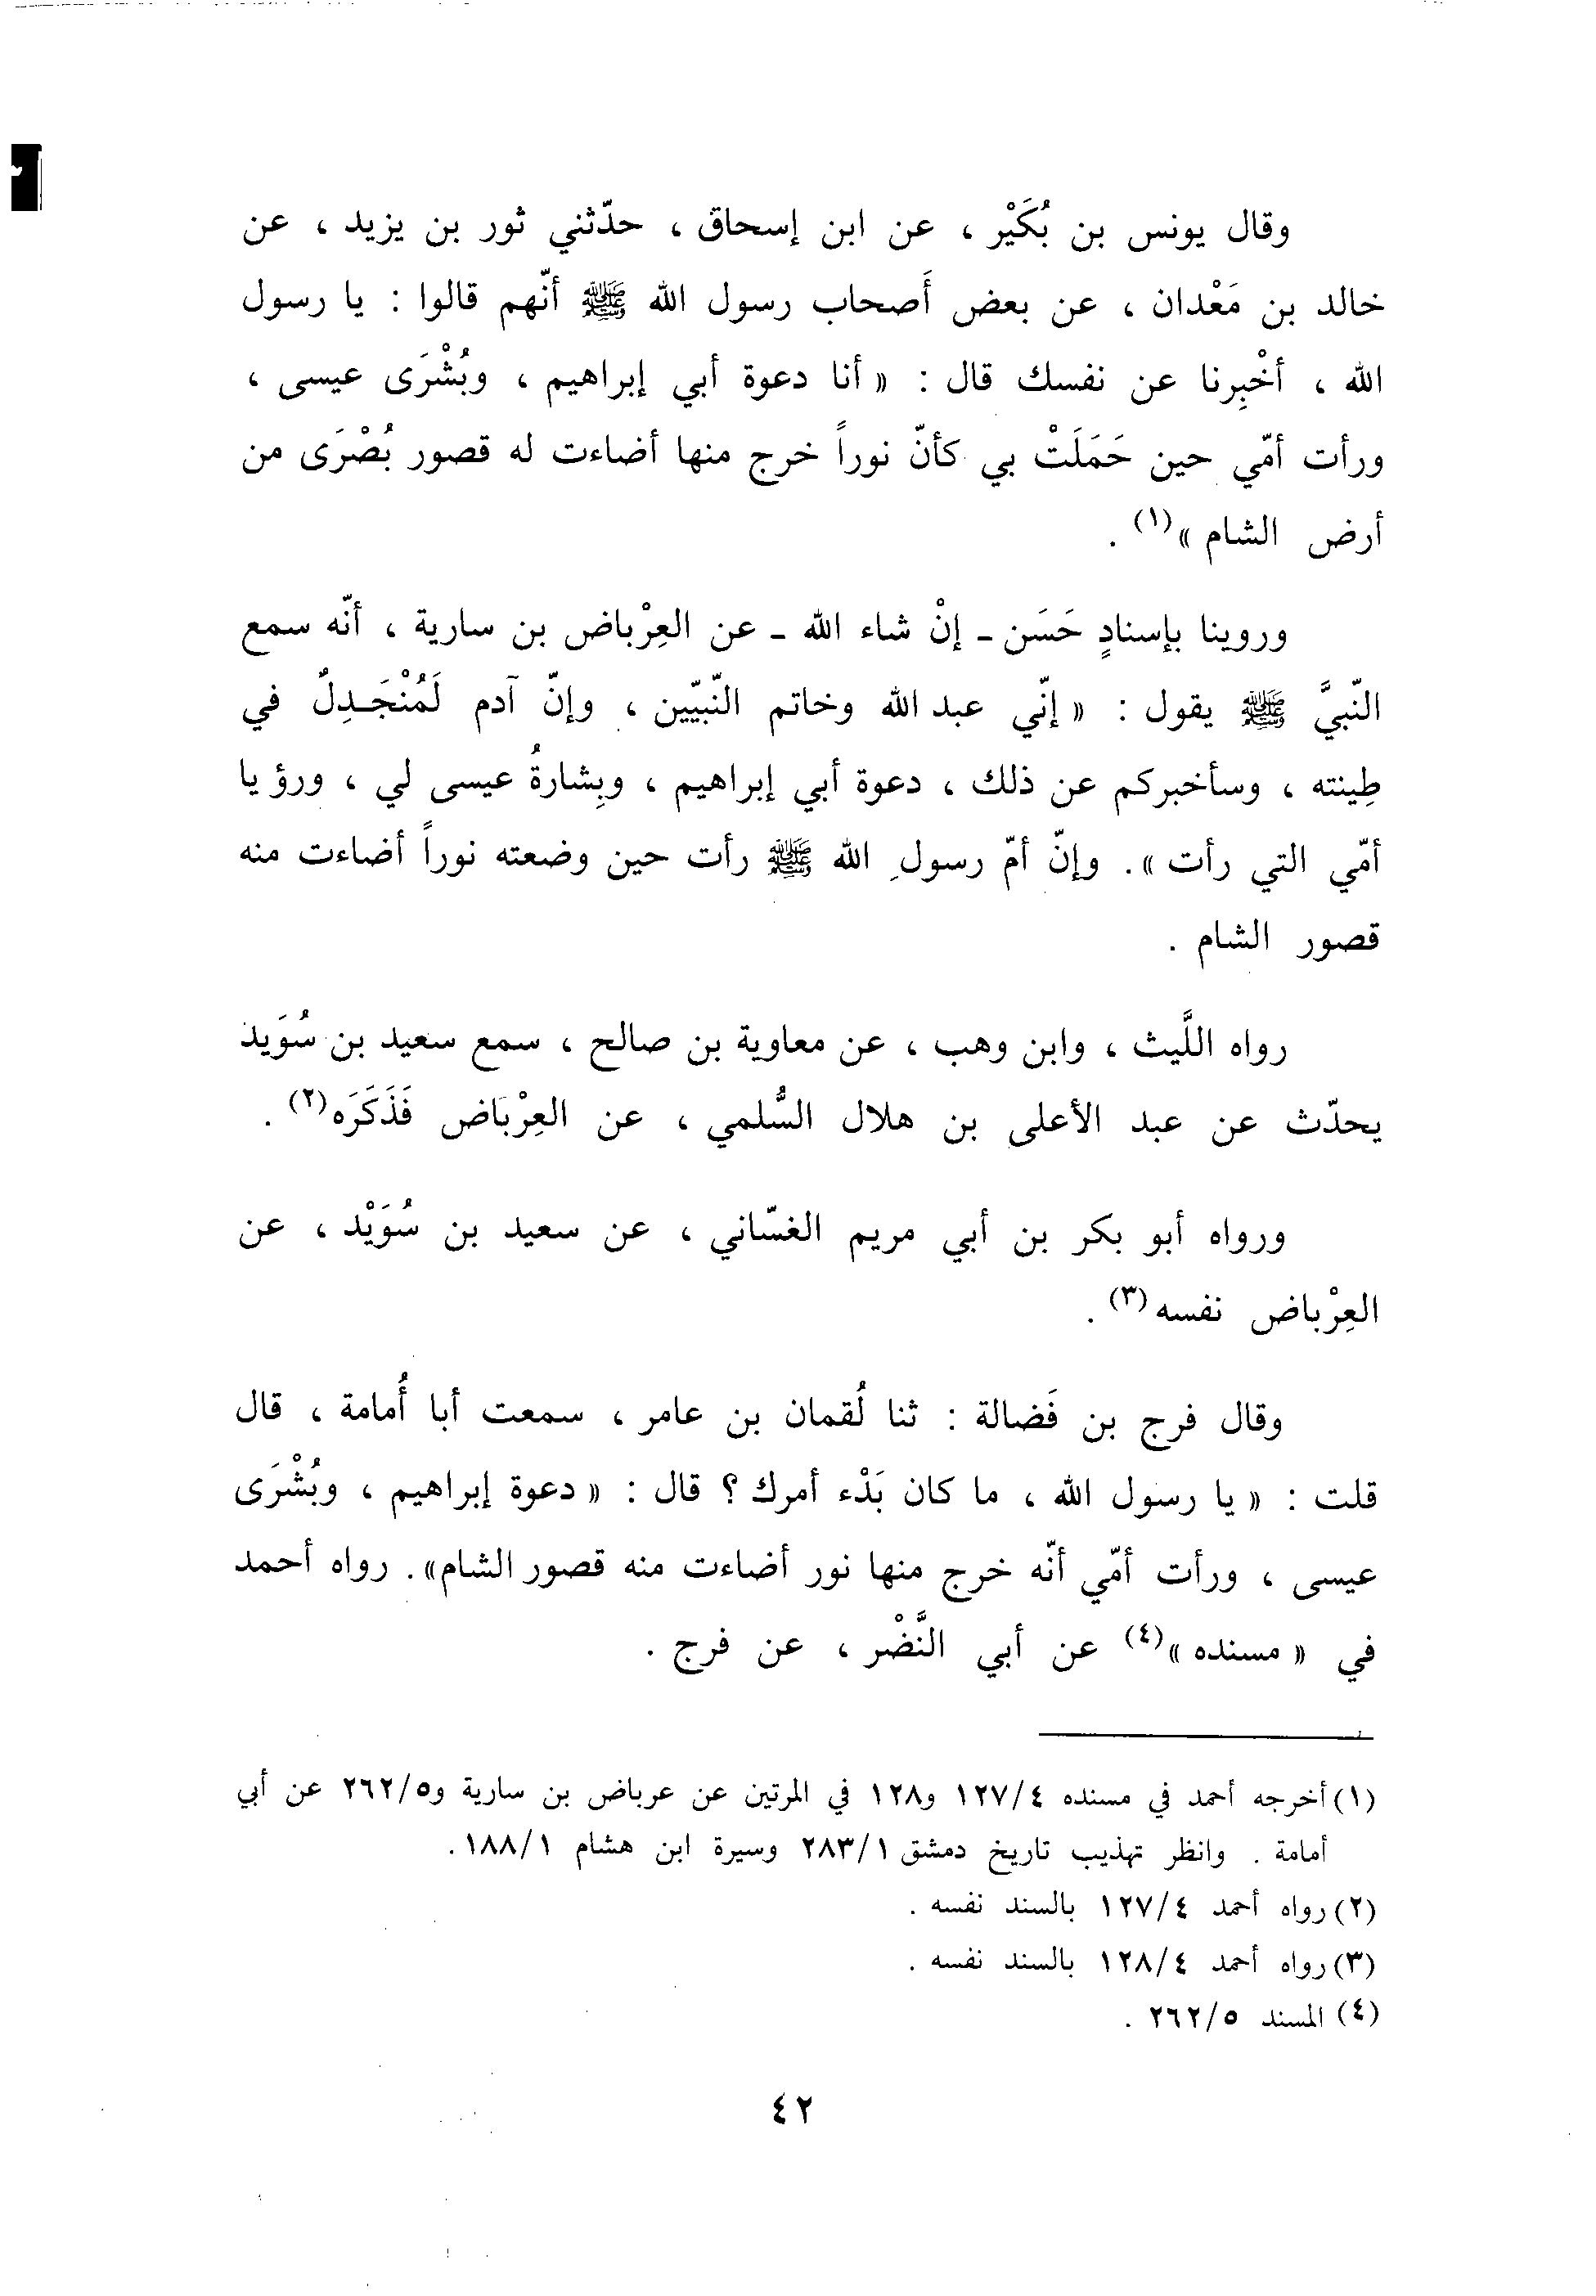 وقال يونس بن بُكَيْر ، عن ابن إسحاق ، حدّثني ثور بن يزيد ، عن
خالد بن مَعْدان ، عن بعض أَصحاب رسول الله ﷺ أنّهم قالوا : يا رسول
الله ، أخْبِرنا عن نفسك قال : « أنا دعوة أبي إبراهيم ، وبُشْرَى عيسى ،
ورأت أمّي حين حَمَلَتْ بي كأنّ نوراً خرج منها أضاءت له قصور بُصْرَى من
أرض الشام »(١) .
وروينا بإسنادٍ حَسَن ـ إنْ شاء الله ـ عن العِرْباض بن سارية ، أنّه سمع
النّبيَّ ﷺ يقول : « إنّي عبد الله وخاتم النّبيّين ، وإنّ آدم لَمُنْجَـدِلٌ في
طِينته ، وسأخبركم عن ذلك ، دعوة أبي إبراهيم ، وبِشارةُ عيسى لي ، ورؤيا
أمّي التي رأت » . وإنّ أمّ رسولِ الله ﷺ رأت حين وضعته نوراً أضاءت منه
قصور الشام .
رواه اللَّيث ، وابن وهب ، عن معاوية بن صالح ، سمع سعيد بن سُوَيد
يحدّث عن عبد الأعلى بن هلال السُّلمي ، عن العِرْبَاض فَذَكَرَه(٢) .
ورواه أبو بكر بن أبي مريم الغسّاني ، عن سعيد بن سُوَيْد ، عن
العِرْباض نفسه(٣) .
وقال فرج بن فَضالة : ثنا لُقمان بن عامر ، سمعت أبا أُمامة ، قال
قلت : « يا رسول الله ، ما كان بَدْء أمرك ؟ قال : « دعوة إبراهيم ، وبُشْرَى
عيسى ، ورأت أمّي أنّه خرج منها نور أضاءت منه قصور الشام» . رواه أحمد
في « مسنده »(٤) عن أبي النَّضْر ، عن فرج .
(١) أخرجه أحمد في مسنده ١٢٧/٤ و١٢٨ في المرتين عن عرباض بن سارية و٢٦٢/٥ عن أبي
أمامة . وانظر تهذيب تاريخ دمشق ٢٨٣/١ وسيرة ابن هشام ١٨٨/١ .
(٢) رواه أحمد ١٢٧/٤ بالسند نفسه .
(٣) رواه أحمد ١٢٨/٤ بالسند نفسه .
(٤) المسند ٢٦٢/٥ .
٤٢